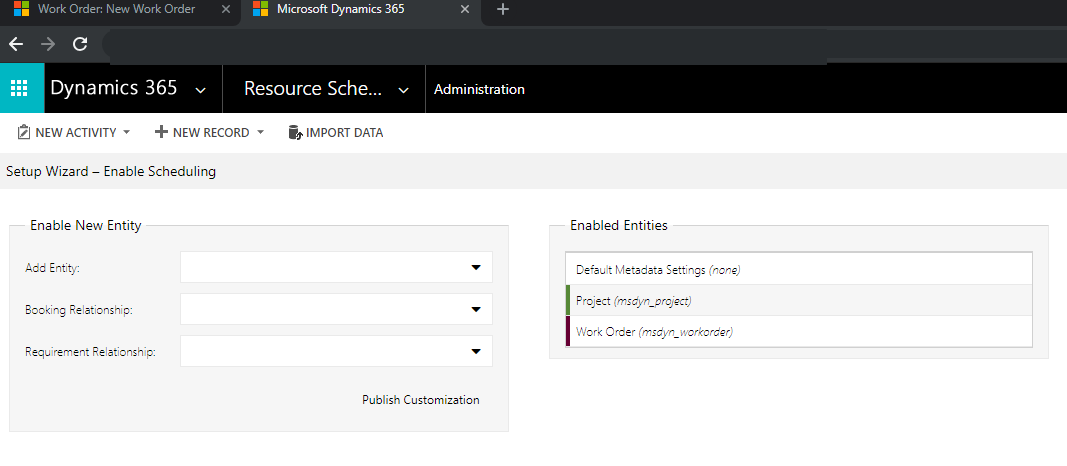 Work Order: New Work Order
Microsoft Dynamics 365
Dynamics 365
Resource Sche...
Administration
NEW ACTIVITY
NEW RECORD
IMPORT DATA
Setup Wizard – Enable Scheduling
Enable New Entity
Add Entity:
Booking Relationship:
Requirement Relationship:
Publish Customization
Enabled Entities
Default Metadata Settings (none)
Project (msdyn_project)
Work Order (msdyn_workorder)